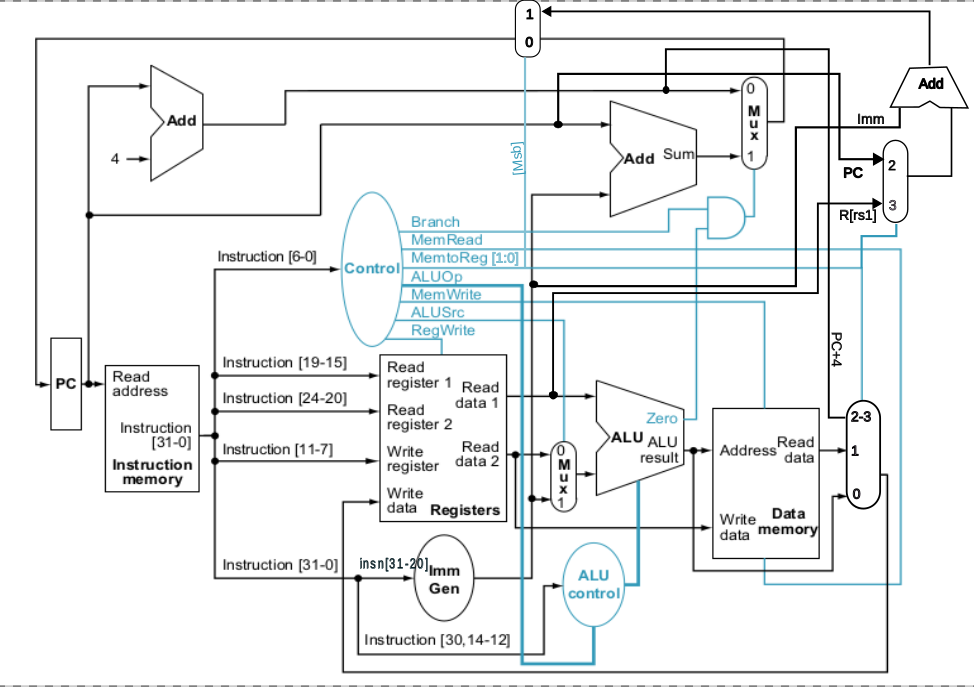 1
0
Add
Imm
0
Mux
1
Add
4
Add
Sum
[Msb]
PC
2
3
R[rs1]
Branch
MemRead
MemtoReg [1:0]
ALUOp
MemWrite
ALUSrc
RegWrite
Control
Instruction [6-0]
PC+4
PC
Read
address
Instruction
[31-0]
Instruction
memory
Instruction [19-15]
Instruction [24-20]
Instruction [11-7]
Read
register 1
Read
register 2
Write
register
Write
data
Read
data 1
Read
data 2
Registers
0
Mux
1
Zero
ALU
ALU
result
Address
Read
data
Write
data
Data
memory
2-3
1
0
Instruction [31-0]
insn[31-20]
Imm
Gen
ALU
control
Instruction [30,14-12]